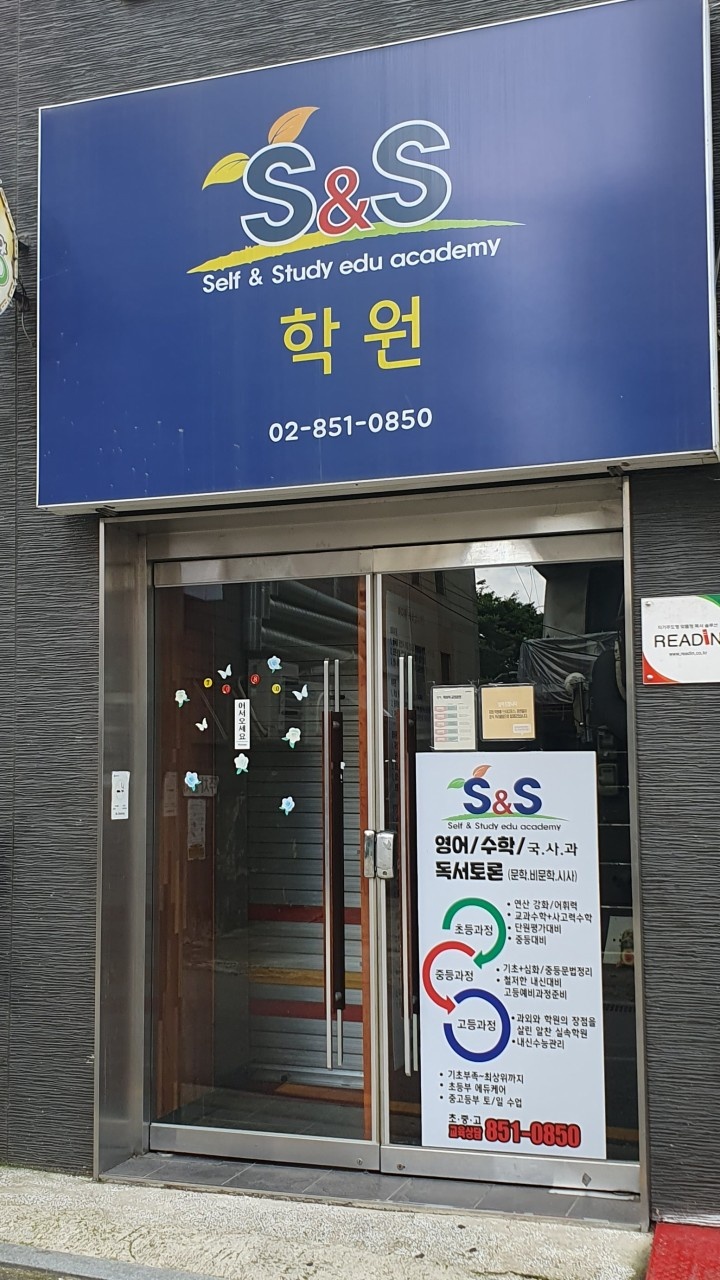 S&S
Self & Study edu academy
학원
02-851-0850
READIN
www.readin.co.kr
어서오세요
S&S
Self & Study edu academy
영어/수학/국.사.과
독서토론 (문학.비문학.시사)
초등과정
• 연산 강화/어휘력
• 교과수학+사고력수학
• 단원평가대비
• 중등대비
중등과정
• 기초+심화/중등문법정리
• 철저한 내신대비
고등예비과정준비
고등과정
• 과외와 학원의 장점을
살린 알찬 실속학원
• 내신수능관리
• 기초부족~최상위까지
• 초등부 에듀케어
• 중고등부 토/일 수업
초·중·고
교육상담 851-0850